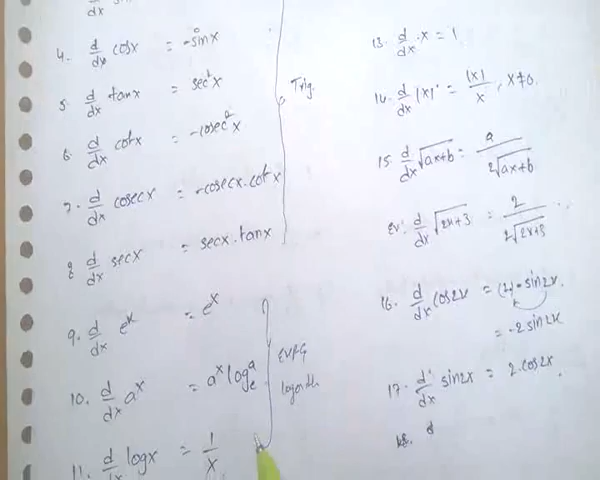 d/dx sin
4. d/dx cosx = -sinx
5. d/dx tanx = sec²x
6. d/dx cotx = -cosec²x
7. d/dx cosecx = -cosecx.cotx
8 d/dx secx = secx.tanx
9. d/dx e^x = e^x
10. d/dx a^x = a^x log_e a
11. d/dx logx = 1/x
Trig.
logarith
13. d/dx x = 1
14. d/dx |x| = |x|/x, x≠0.
15. d/dx √(ax+b) = a/(2√(ax+b))
d/dx √(2x+3) = 2/(2√(2x+3))
16. d/dx cos2x = (2)-sin2x.
= -2sin2x
17. d/dx sin2x = 2.cos2x.
18. d